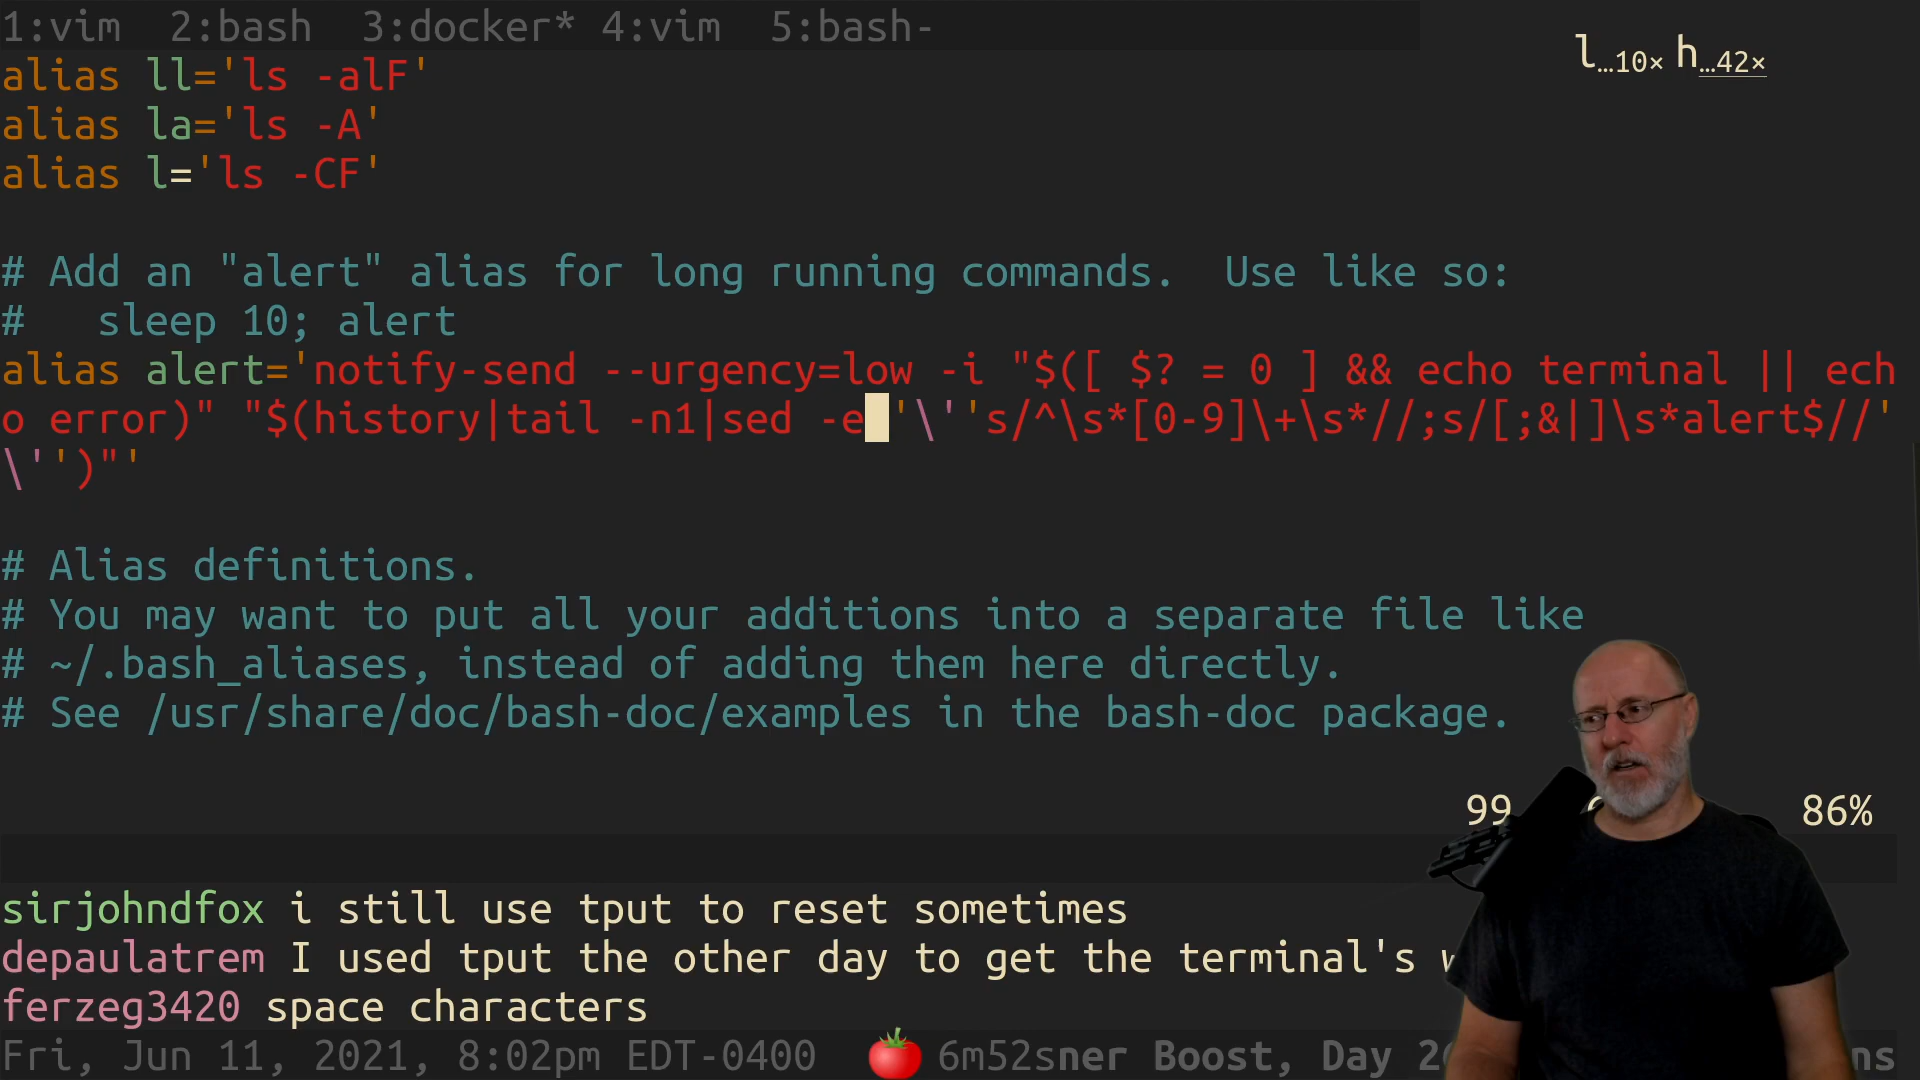 1:vim  2:bash  3:docker* 4:vim  5:bash-
l…10× h…42×
alias ll='ls -alF'
alias la='ls -A'
alias l='ls -CF'
# Add an "alert" alias for long running commands.  Use like so:
#   sleep 10; alert
alias alert='notify-send --urgency=low -i "$([ $? = 0 ] && echo terminal || ech
o error)" "$(history|tail -n1|sed -e '\''s/^\s*[0-9]\+\s*//;s/[;&|]\s*alert$//'
\'')"'
# Alias definitions.
# You may want to put all your additions into a separate file like
# ~/.bash_aliases, instead of adding them here directly.
# See /usr/share/doc/bash-doc/examples in the bash-doc package.
99 86%
sirjohndfox i still use tput to reset sometimes
depaulatrem I used tput the other day to get the terminal's
ferzeg3420 space characters
Fri, Jun 11, 2021, 8:02pm EDT-0400 🍅 6m52sner Boost, Day